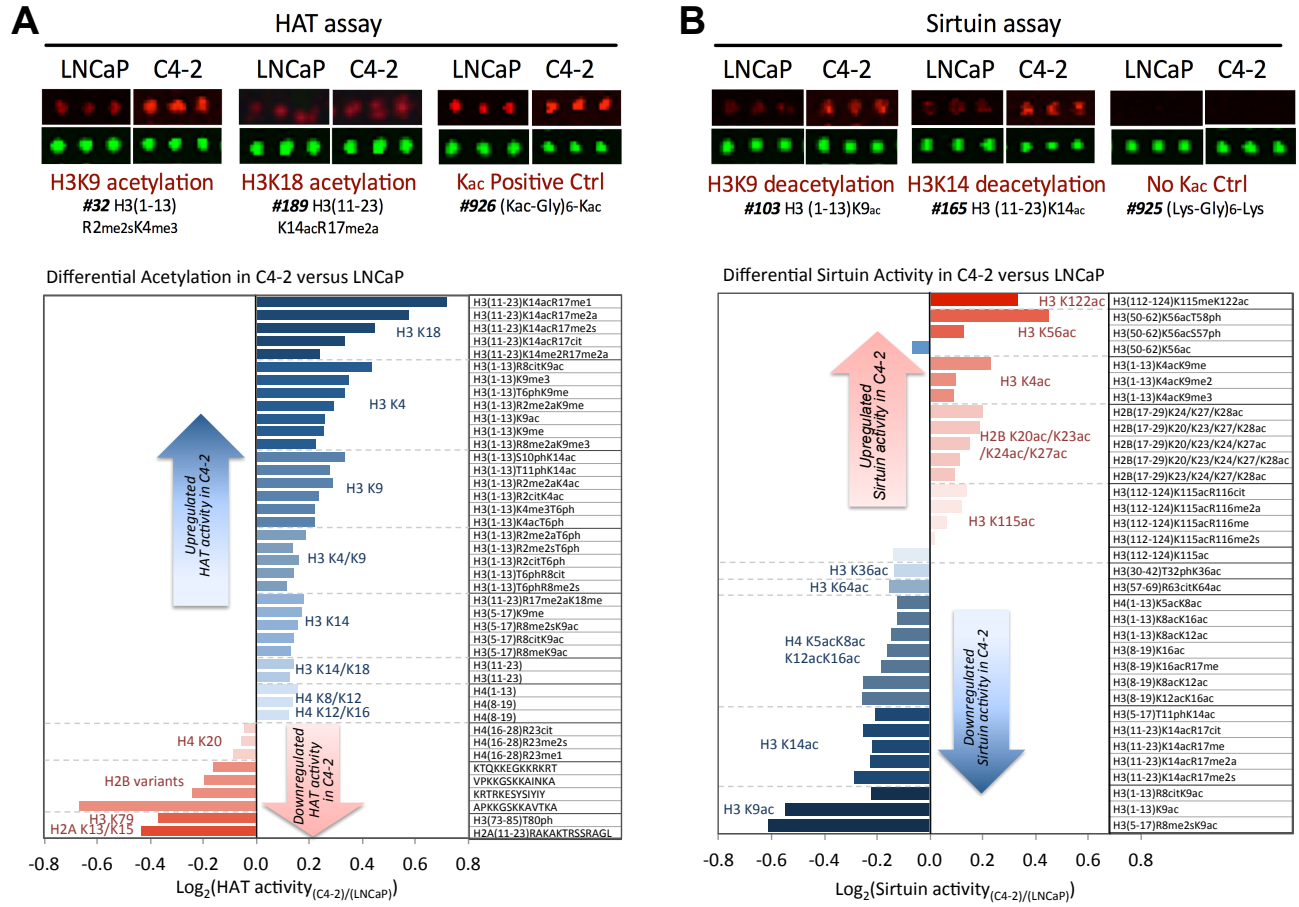 A
HAT assay
LNCaP C4-2 LNCaP C4-2 LNCaP C4-2
H3K9 acetylation H3K18 acetylation Kac Positive Ctrl
#32 H3(1-13) #189 H3(11-23) #926 (Kac-Gly)6-Kac
R2me2sK4me3 K14acR17me2a
Differential Acetylation in C4-2 versus LNCaP
H3(11-23)K14acR17me1
H3(11-23)K14acR17me2a
H3(11-23)K14acR17me2s
H3 K18
H3(11-23)K14acR17cit
H3(11-23)K14me2R17me2a
H3(1-13)R8citK9ac
H3(1-13)K9me3
H3(1-13)T6phK9me
H3 K4
H3(1-13)R2me2aK9me
H3(1-13)K9ac
H3(1-13)K9me
H3(1-13)R8me2aK9me3
H3(1-13)S10phK14ac
H3(1-13)T11phK14ac
H3 K9
H3(1-13)R2me2aK4ac
H3(1-13)R2citK4ac
H3(1-13)K4me3T6ph
H3(1-13)K4acT6ph
H3(1-13)R2me2aT6ph
H3(1-13)R2me2sT6ph
H3 K4/K9
H3(1-13)R2citT6ph
H3(1-13)T6phR8cit
H3(1-13)T6phR8me2s
H3(11-23)R17me2aK18me
H3(5-17)K9me
H3 K14
H3(5-17)R8me2sK9ac
H3(5-17)R8citK9ac
H3(5-17)R8meK9ac
H3 K14/K18
H3(11-23)
H3(11-23)
H4 K8/K12
H4(1-13)
H4(8-19)
H4 K12/K16
H4(8-19)
H4 K20
H4(16-28)R23cit
H4(16-28)R23me2s
H4(16-28)R23me1
H2B variants
KTQKKEGKKRKRT
VPKKGSKKAINKA
KRTRKESYSIYIY
APKKGSKKAVTKA
H3 K79
H3(73-85)T80ph
H2A K13/K15
H2A(11-23)RAKAKTRSSRAGL
Upregulated
HAT activity in C4-2
Downregulated
HAT activity
in C4-2
-0.8 -0.6 -0.4 -0.2 0.0 0.2 0.4 0.6 0.8
Log2(HAT activity(C4-2)/(LNCaP))
B
Sirtuin assay
LNCaP C4-2 LNCaP C4-2 LNCaP C4-2
H3K9 deacetylation H3K14 deacetylation No Kac Ctrl
#103 H3 (1-13)K9ac #165 H3 (11-23)K14ac #925 (Lys-Gly)6-Lys
Differential Sirtuin Activity in C4-2 versus LNCaP
H3 K122ac
H3(112-124)K115meK122ac
H3(50-62)K56acT58ph
H3 K56ac
H3(50-62)K56acS57ph
H3(50-62)K56ac
H3(1-13)K4acK9me
H3 K4ac
H3(1-13)K4acK9me2
H3(1-13)K4acK9me3
H2B(17-29)K24/K27/K28ac
H2B(17-29)K20/K23/K27/K28ac
H2B K20ac/K23ac
/K24ac/K27ac
H2B(17-29)K20/K23/K24/K27ac
H2B(17-29)K20/K23/K24/K27/K28ac
H2B(17-29)K23/K24/K27/K28ac
H3(112-124)K115acR116cit
H3(112-124)K115acR116me2a
H3 K115ac
H3(112-124)K115acR116me
H3(112-124)K115acR116me2s
H3(112-124)K115ac
H3 K36ac
H3(30-42)T32phK36ac
H3 K64ac
H3(57-69)R63citK64ac
H4(1-13)K5acK8ac
H3(1-13)K8acK16ac
H4 K5acK8ac
K12acK16ac
H3(1-13)K8acK12ac
H3(8-19)K16ac
H3(8-19)K16acR17me
H3(8-19)K8acK12ac
H3(8-19)K12acK16ac
H3(5-17)T11phK14ac
H3(11-23)K14acR17cit
H3 K14ac
H3(11-23)K14acR17me
H3(11-23)K14acR17me2a
H3(11-23)K14acR17me2s
H3(1-13)R8citK9ac
H3 K9ac
H3(1-13)K9ac
H3(5-17)R8me2sK9ac
Upregulated
Sirtuin activity in C4-2
Downregulated
Sirtuin activity in C4-2
-0.8 -0.6 -0.4 -0.2 0.0 0.2 0.4 0.6 0.8
Log2(Sirtuin activity(C4-2)/(LNCaP))